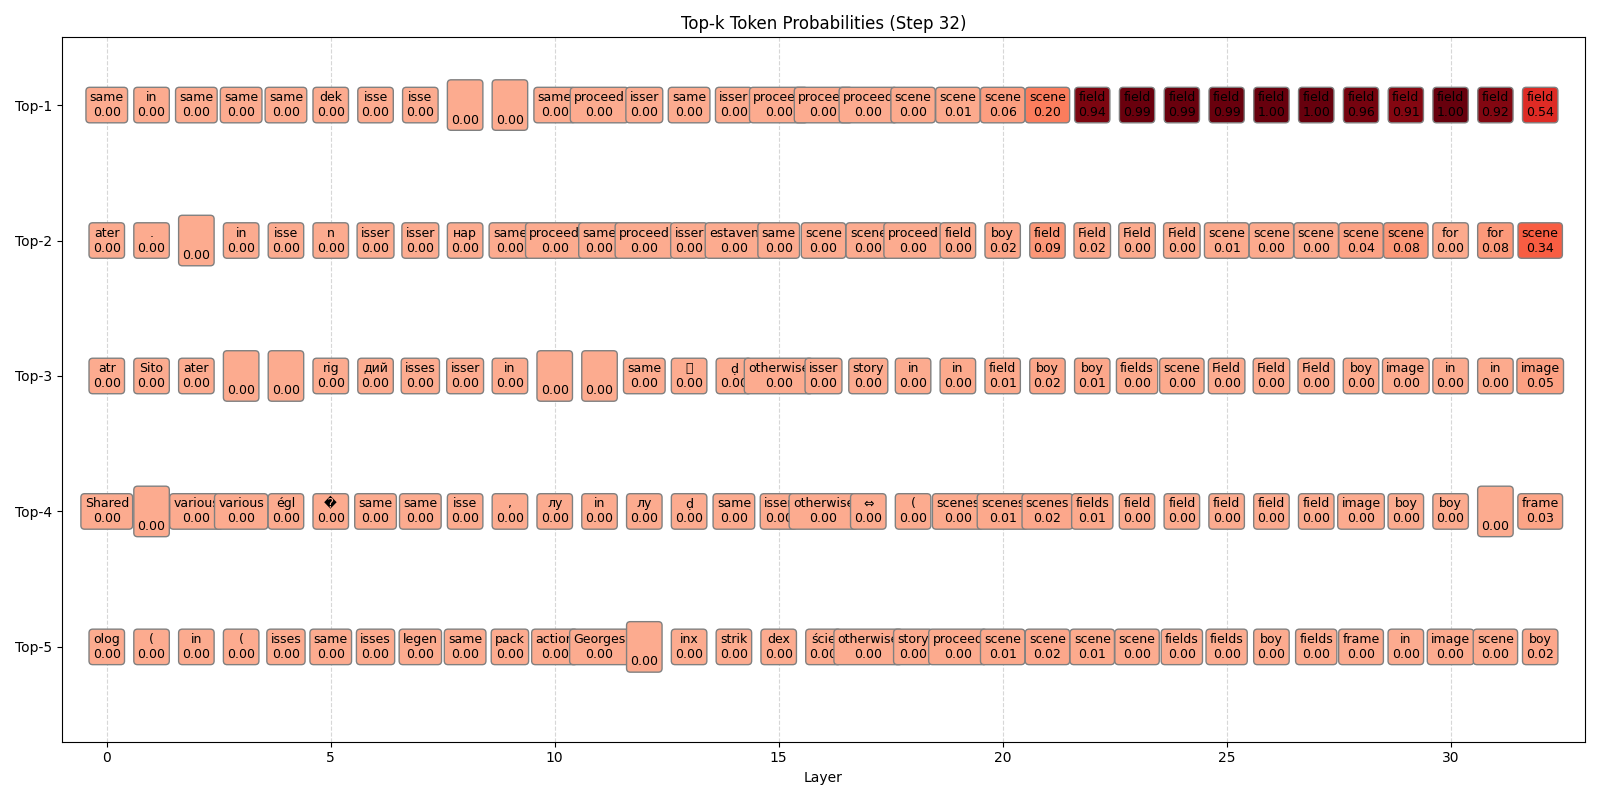 Top-k Token Probabilities (Step 32)
Top-1
same in same same same dek isse isse same proceed isser same isser scene scene scene scene field field field field field field field field field field field
0.00 0.00 0.00 0.00 0.00 0.00 0.00 0.00 0.00 0.00 0.00 0.00 0.00 0.00 0.00 0.00 0.00 0.00 0.00 0.01 0.06 0.20 0.94 0.99 0.99 0.99 1.00 1.00 0.96 0.91 1.00 0.92 0.54
Top-2
ater . in isse n isser isser нар same proceed same proceed isser estaven same scene scene proceed field boy field Field Field Field scene scene scene scene scene for for scene
0.00 0.00 0.00 0.00 0.00 0.00 0.00 0.00 0.00 0.00 0.00 0.00 0.00 0.00 0.00 0.00 0.00 0.00 0.00 0.00 0.02 0.09 0.02 0.00 0.00 0.01 0.00 0.00 0.04 0.08 0.00 0.08 0.34
Top-3
atr Sito ater rig дий isses isser in same ḍ otherwise isser story in in field boy boy fields scene Field Field Field boy image in in image
0.00 0.00 0.00 0.00 0.00 0.00 0.00 0.00 0.00 0.00 0.00 0.00 0.00 0.00 0.00 0.00 0.00 0.00 0.00 0.00 0.01 0.02 0.01 0.00 0.00 0.00 0.00 0.00 0.00 0.00 0.00 0.00 0.05
Top-4
Shared various various égl � same same isse , лу in лу ḍ same otherwise ⇔ ( scenes scenes scenes fields field field field field field image boy boy frame
0.00 0.00 0.00 0.00 0.00 0.00 0.00 0.00 0.00 0.00 0.00 0.00 0.00 0.00 0.00 0.00 0.00 0.00 0.00 0.00 0.01 0.02 0.01 0.00 0.00 0.00 0.00 0.00 0.00 0.00 0.00 0.00 0.03
Top-5
olog ( in ( isses same isses legen same pack action Georges inx strik dex ście otherwise story proceed scene scene scene scene fields fields boy fields frame in image scene boy
0.00 0.00 0.00 0.00 0.00 0.00 0.00 0.00 0.00 0.00 0.00 0.00 0.00 0.00 0.00 0.00 0.00 0.00 0.00 0.00 0.01 0.02 0.01 0.00 0.00 0.00 0.00 0.00 0.00 0.00 0.00 0.00 0.02
0 5 10 15 20 25 30
Layer